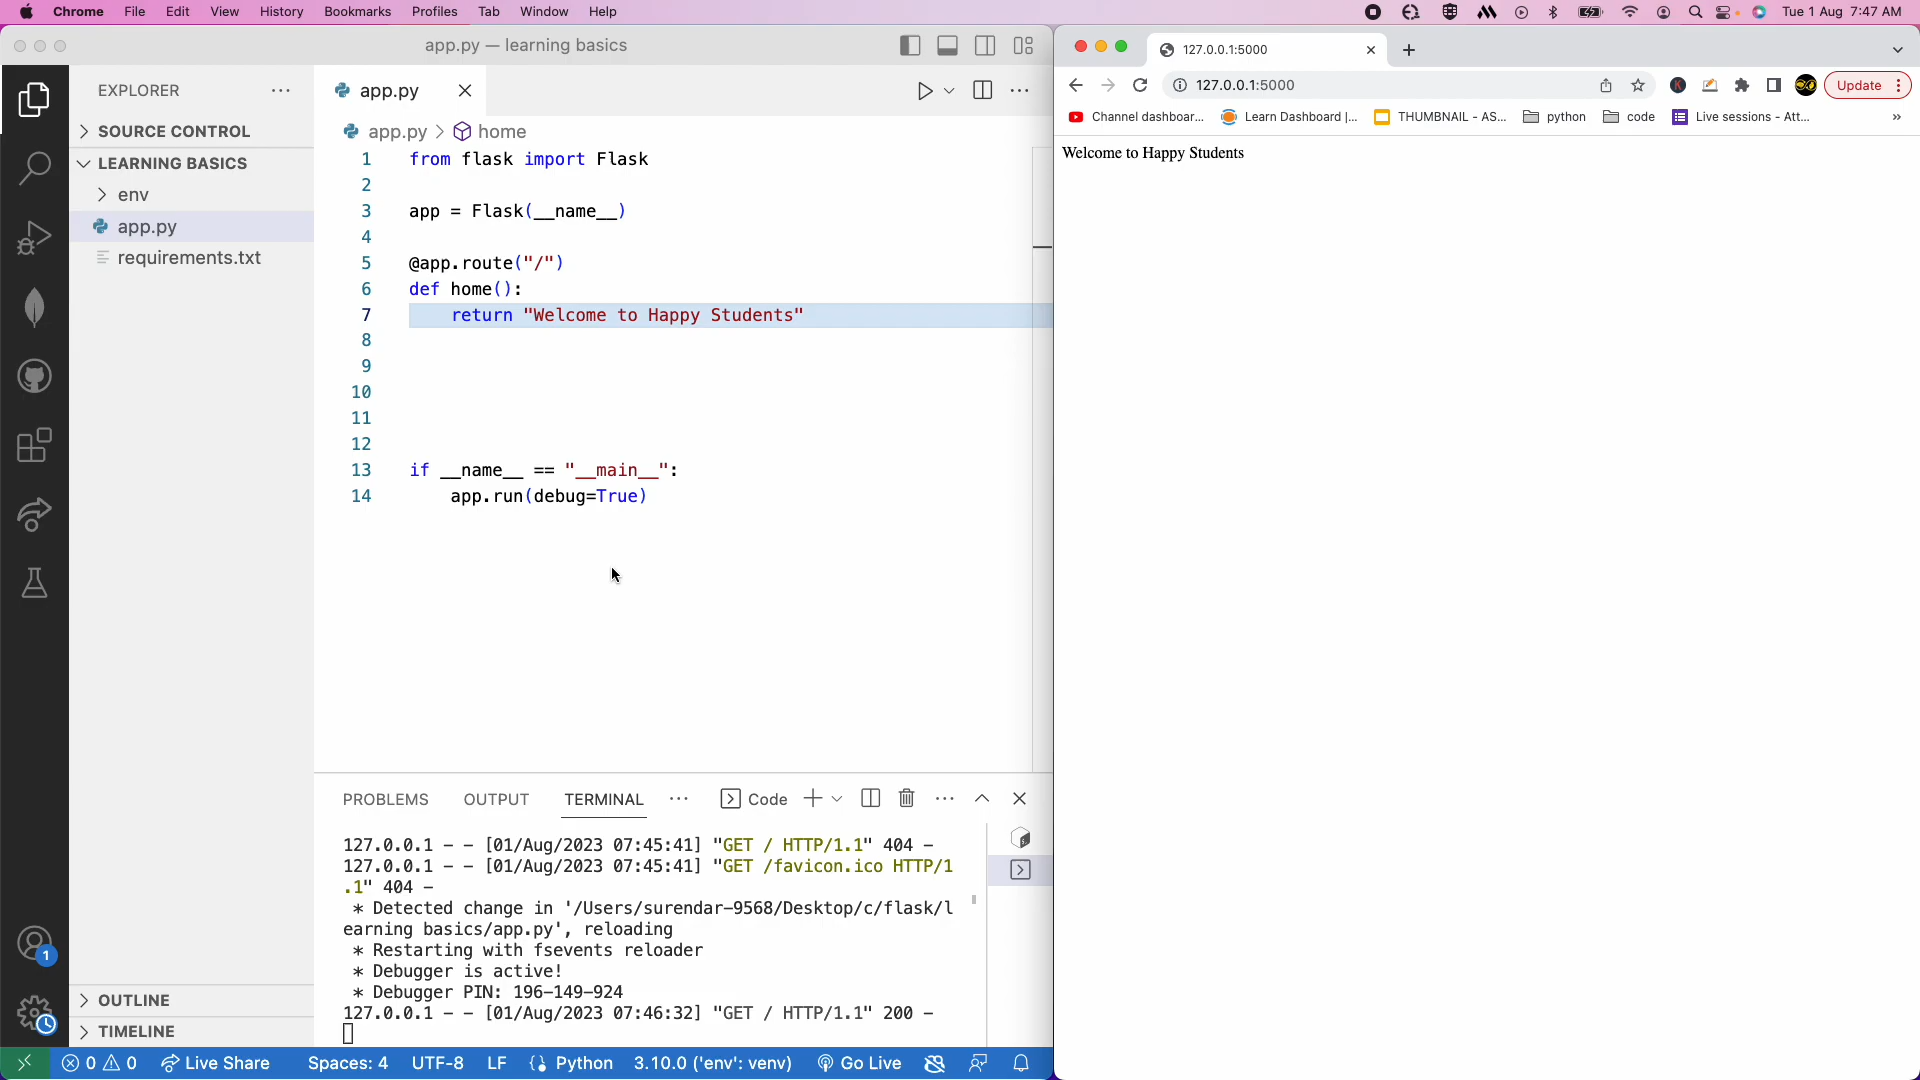 Chrome File Edit View History Bookmarks Profiles Tab Window Help Tue 1 Aug 7:47 AM
app.py — learning basics
EXPLORER
SOURCE CONTROL
LEARNING BASICS
env
app.py
requirements.txt
OUTLINE
TIMELINE
app.py
app.py > home
1 from flask import Flask
2
3 app = Flask(__name__)
4
5 @app.route("/")
6 def home():
7 return "Welcome to Happy Students"
8
9
10
11
12
13 if __name__ == "__main__":
14 app.run(debug=True)
PROBLEMS OUTPUT TERMINAL ... Code
127.0.0.1 - - [01/Aug/2023 07:45:41] "GET / HTTP/1.1" 404 -
127.0.0.1 - - [01/Aug/2023 07:45:41] "GET /favicon.ico HTTP/1
.1" 404 -
* Detected change in '/Users/surendar-9568/Desktop/c/flask/l
earning basics/app.py', reloading
* Restarting with fsevents reloader
* Debugger is active!
* Debugger PIN: 196-149-924
127.0.0.1 - - [01/Aug/2023 07:46:32] "GET / HTTP/1.1" 200 -
1
0 0 Live Share Spaces: 4 UTF-8 LF {} Python 3.10.0 ('env': venv) Go Live
127.0.0.1:5000
127.0.0.1:5000 K Update
Channel dashboar... Learn Dashboard |... THUMBNAIL - AS... python code Live sessions - Att... »
Welcome to Happy Students